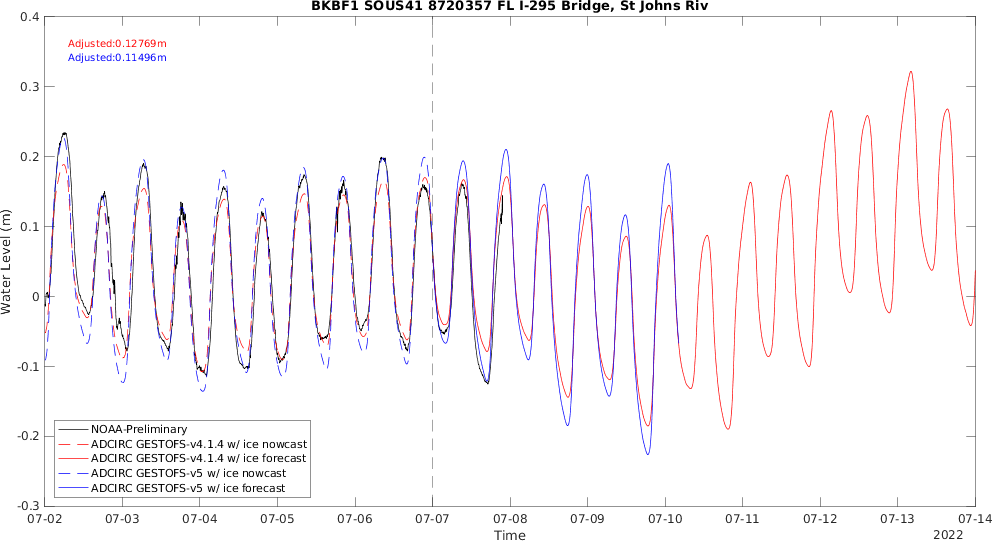 BKBF1 SOUS41 8720357 FL I-295 Bridge, St Johns Riv
Adjusted:0.12769m
Adjusted:0.11496m
0.4
0.3
0.2
0.1
0
-0.1
-0.2
-0.3
Water Level (m)
NOAA-Preliminary
ADCIRC GESTOFS-v4.1.4 w/ ice nowcast
ADCIRC GESTOFS-v4.1.4 w/ ice forecast
ADCIRC GESTOFS-v5 w/ ice nowcast
ADCIRC GESTOFS-v5 w/ ice forecast
07-02 07-03 07-04 07-05 07-06 07-07 07-08 07-09 07-10 07-11 07-12 07-13 07-14
Time
2022